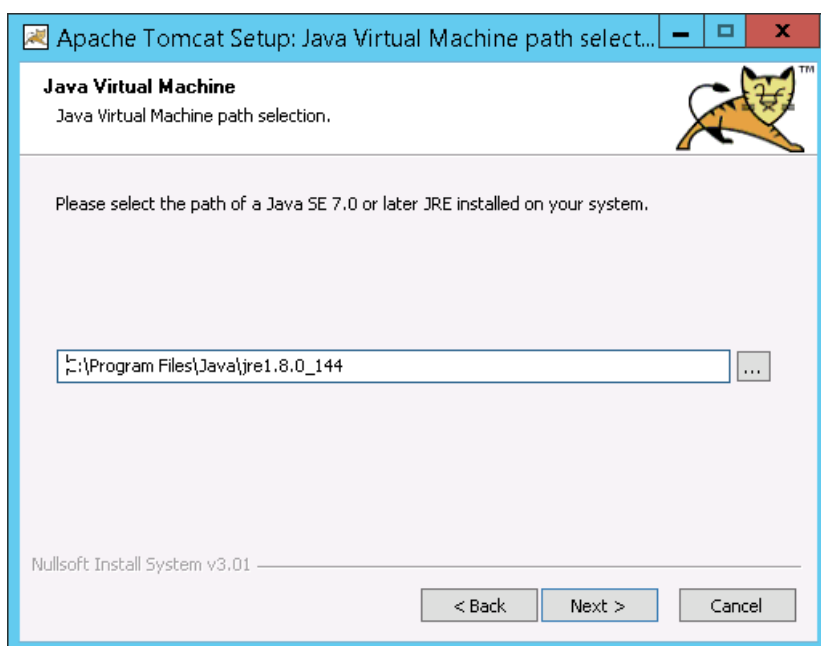 Apache Tomcat Setup: Java Virtual Machine path select...
TM
Java Virtual Machine
Java Virtual Machine path selection.
Please select the path of a Java SE 7.0 or later JRE installed on your system.
C:\Program Files\Java\jre1.8.0_144
...
Nullsoft Install System v3.01
< Back
Next >
Cancel